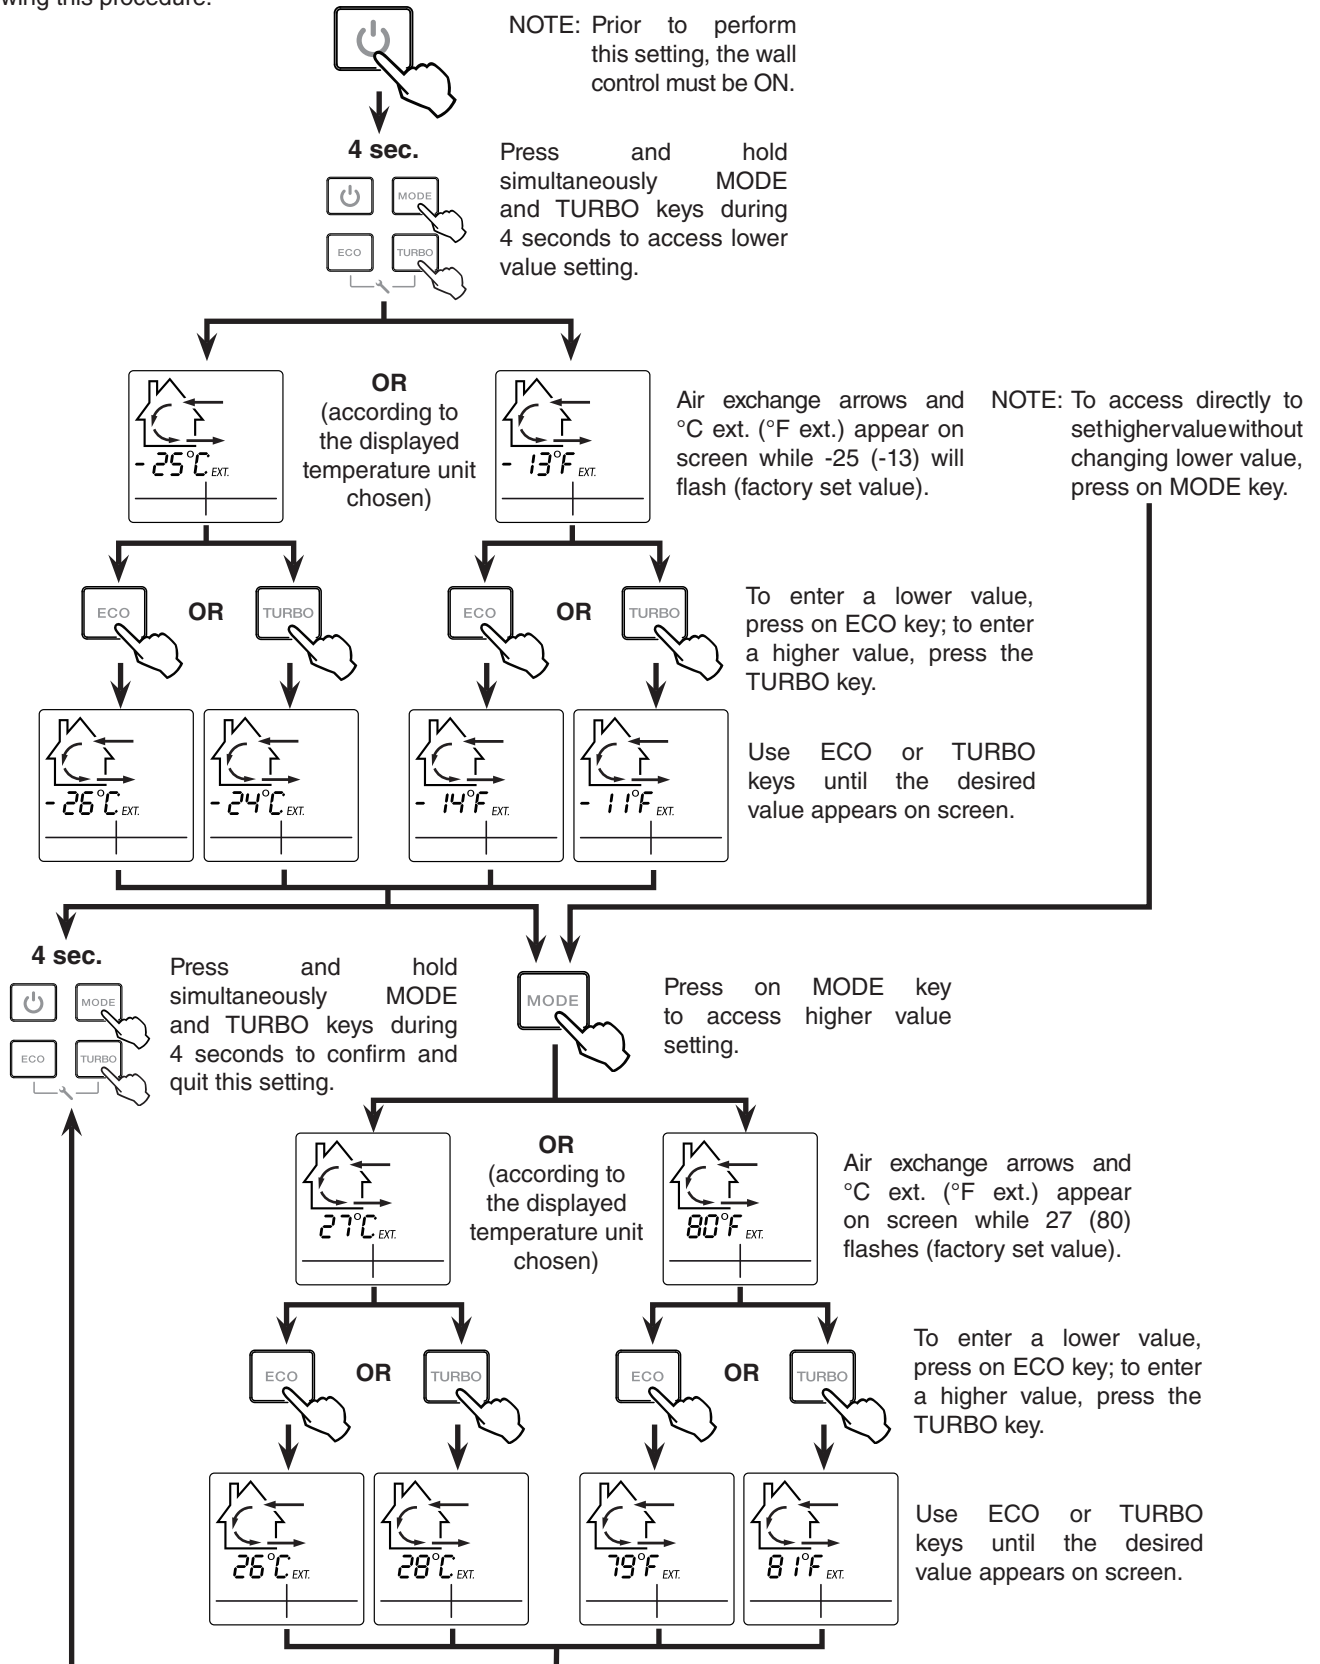 wing this procedure.
NOTE: Prior to perform
this setting, the wall
control must be ON.
4 sec.
Press and hold
simultaneously MODE
and TURBO keys during
4 seconds to access lower
value setting.
MODE
ECO
TURBO
-25°C EXT.
OR
(according to
the displayed
temperature unit
chosen)
-13°F EXT.
Air exchange arrows and
°C ext. (°F ext.) appear on
screen while -25 (-13) will
flash (factory set value).
NOTE: To access directly to
set higher value without
changing lower value,
press on MODE key.
ECO
OR
TURBO
ECO
OR
TURBO
To enter a lower value,
press on ECO key; to enter
a higher value, press the
TURBO key.
-26°C EXT.
-24°C EXT.
-14°F EXT.
-11°F EXT.
Use ECO or TURBO
keys until the desired
value appears on screen.
4 sec.
MODE
ECO
TURBO
Press and hold
simultaneously MODE
and TURBO keys during
4 seconds to confirm and
quit this setting.
MODE
Press on MODE key
to access higher value
setting.
27°C EXT.
OR
(according to
the displayed
temperature unit
chosen)
80°F EXT.
Air exchange arrows and
°C ext. (°F ext.) appear
on screen while 27 (80)
flashes (factory set value).
ECO
OR
TURBO
ECO
OR
TURBO
To enter a lower value,
press on ECO key; to enter
a higher value, press the
TURBO key.
26°C EXT.
28°C EXT.
79°F EXT.
81°F EXT.
Use ECO or TURBO
keys until the desired
value appears on screen.